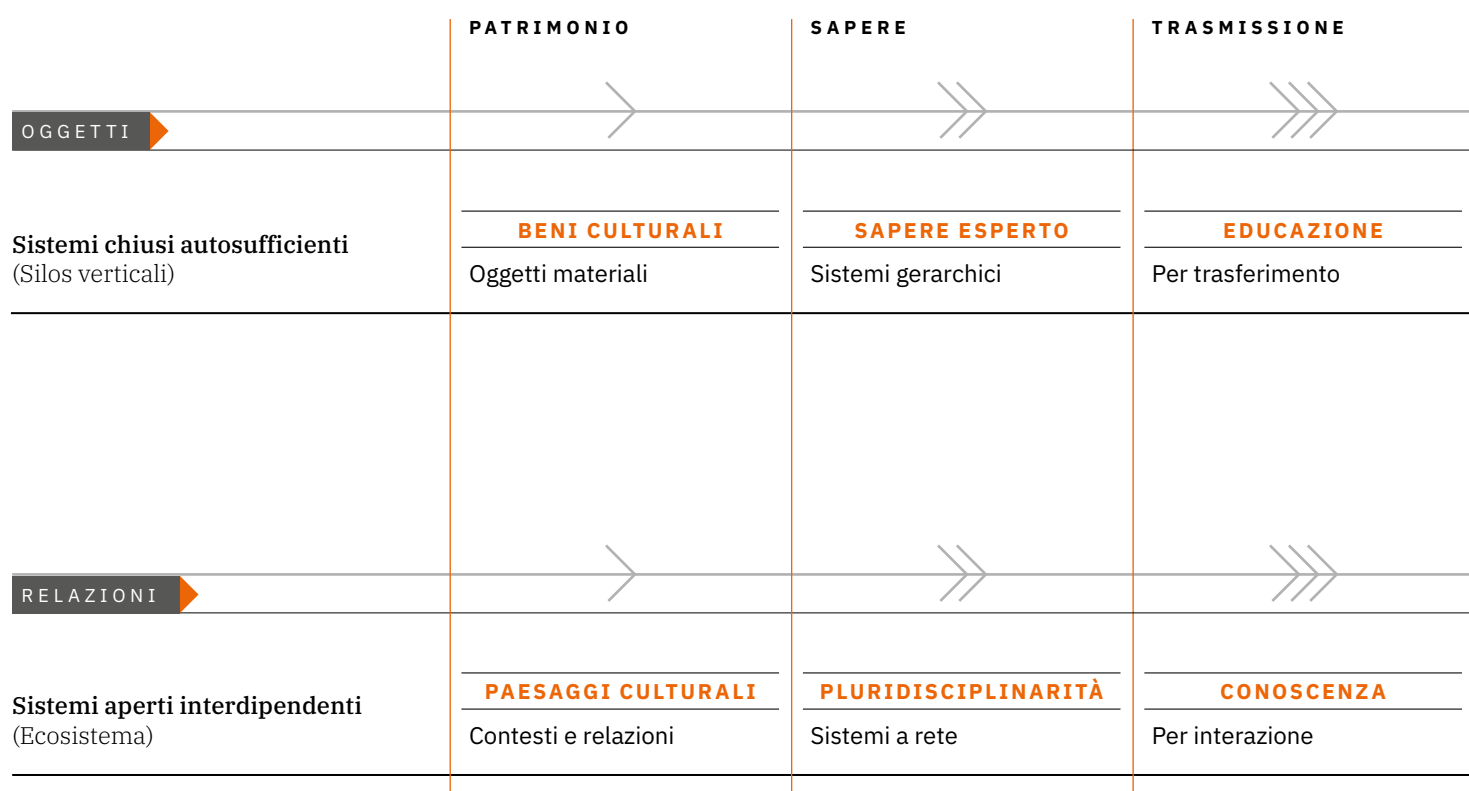 PATRIMONIO SAPERE TRASMISSIONE
OGGETTI
BENI CULTURALI SAPERE ESPERTO EDUCAZIONE
Sistemi chiusi autosufficienti
(Silos verticali) Oggetti materiali Sistemi gerarchici Per trasferimento
RELAZIONI
PAESAGGI CULTURALI PLURIDISCIPLINARITÀ CONOSCENZA
Sistemi aperti interdipendenti
(Ecosistema) Contesti e relazioni Sistemi a rete Per interazione